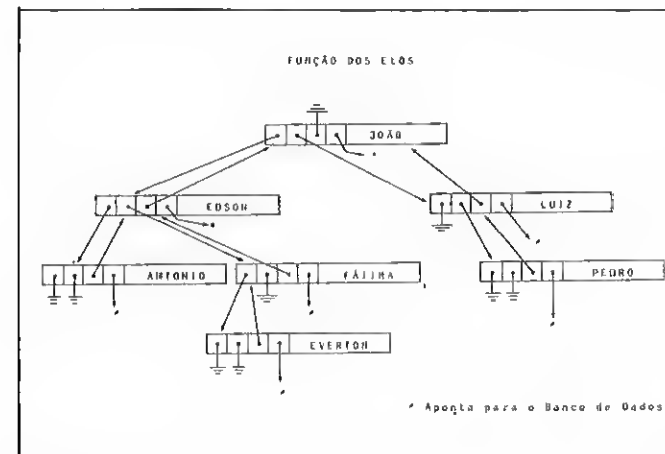 FUNÇÃO DOS ELOS
JOÃO
*
EDSON
LUIZ
*
*
ANTONIO
FÁTIMA
PEDRO
*
*
*
EVERTON
*
* Aponta para o Banco de Dados